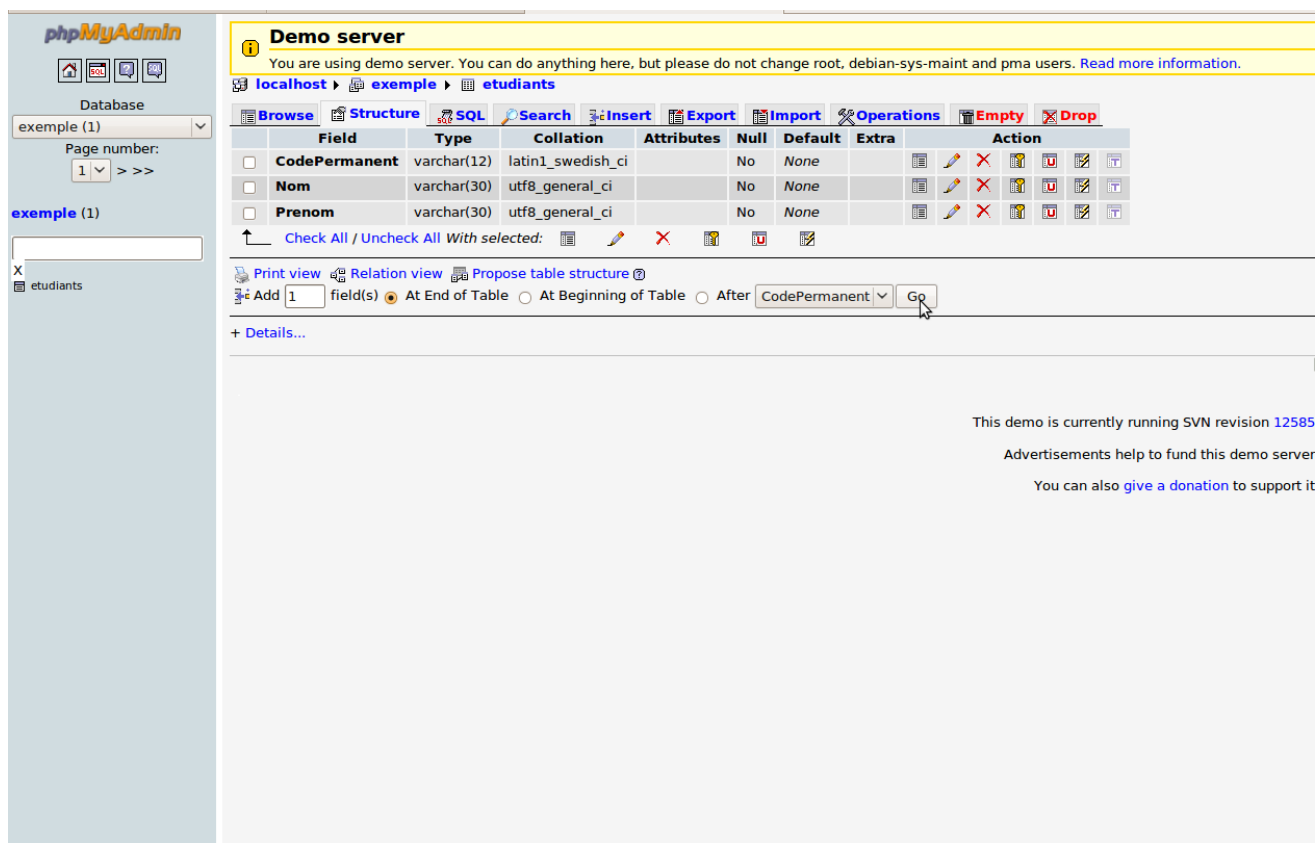 phpMyAdmin
Database
exemple (1)
Page number:
1 > >>
exemple (1)
X
etudiants
Demo server
You are using demo server. You can do anything here, but please do not change root, debian-sys-maint and pma users. Read more information.
localhost exemple etudiants
Browse Structure SQL Search Insert Export Import Operations Empty Drop
Field Type Collation Attributes Null Default Extra Action
CodePermanent varchar(12) latin1_swedish_ci No None
Nom varchar(30) utf8_general_ci No None
Prenom varchar(30) utf8_general_ci No None
Check All / Uncheck All With selected:
Print view Relation view Propose table structure
Add 1 field(s) At End of Table At Beginning of Table After CodePermanent Go
+ Details...
This demo is currently running SVN revision 12585
Advertisements help to fund this demo server
You can also give a donation to support it